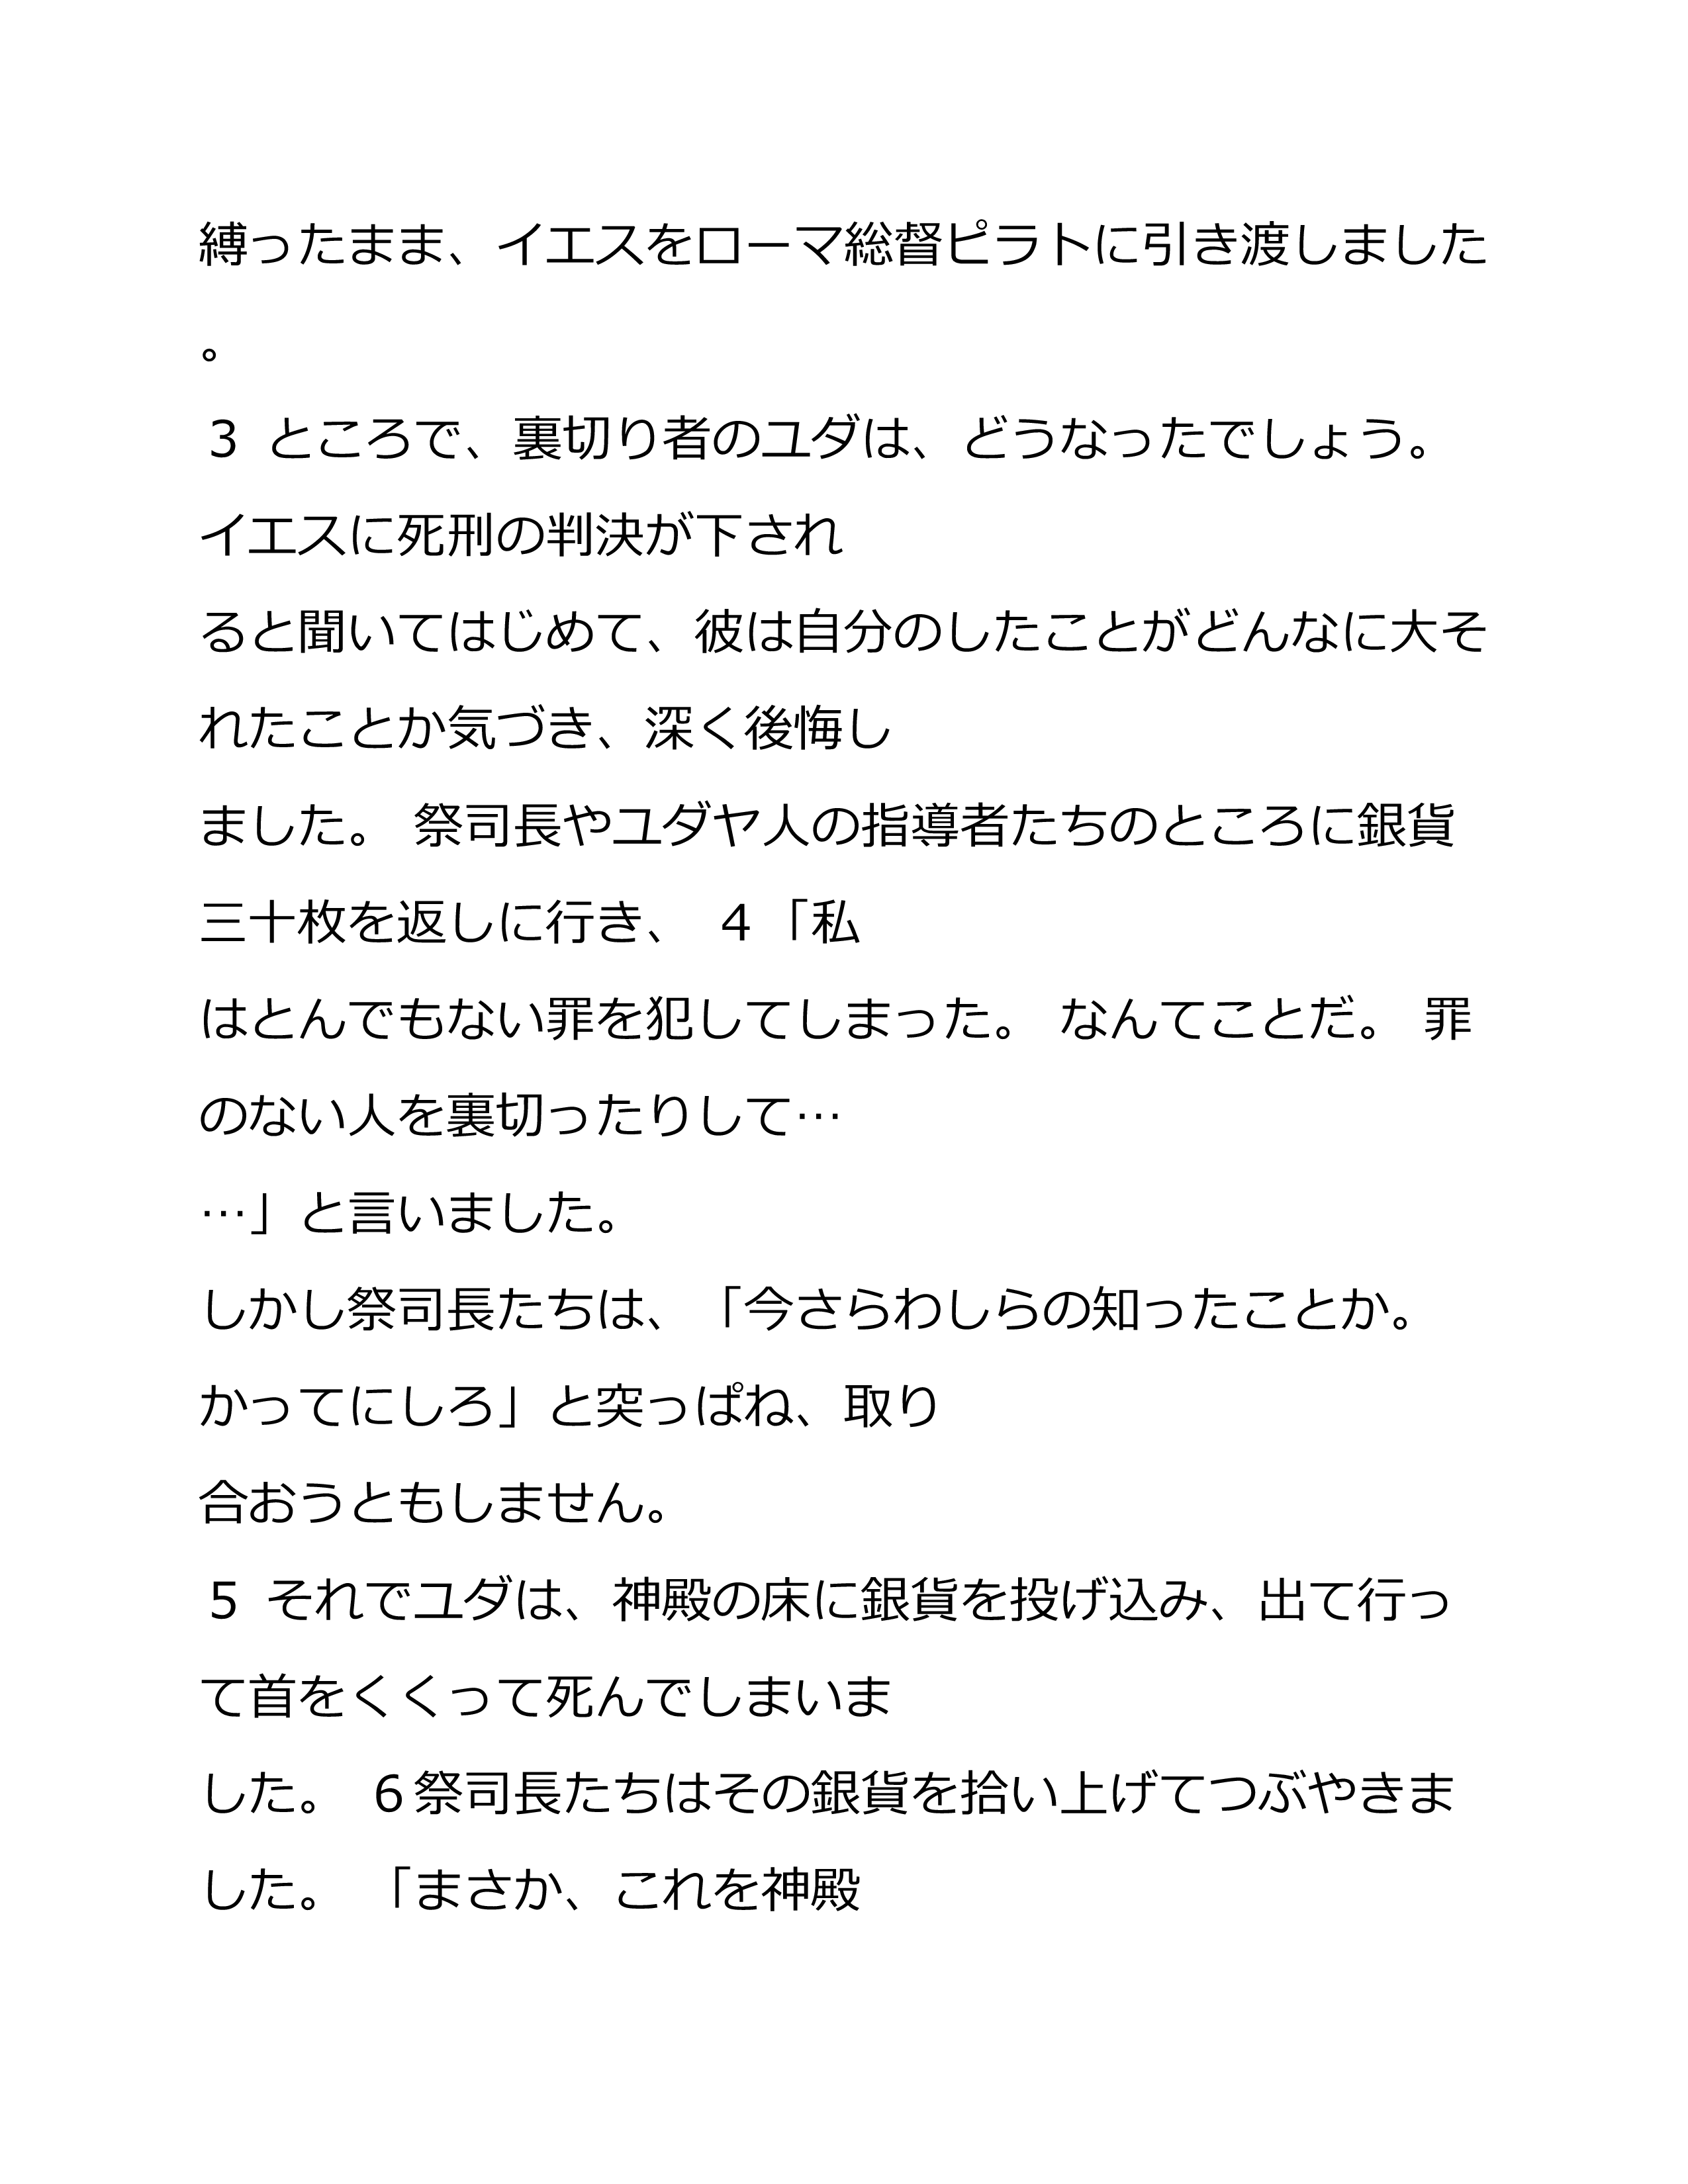 縛ったまま、イエスをローマ総督ピラトに引き渡しました
。
３ ところで、裏切り者のユダは、どうなったでしょう。
イエスに死刑の判決が下され
ると聞いてはじめて、彼は自分のしたことがどんなに大そ
れたことか気づき、深く後悔し
ました。 祭司長やユダヤ人の指導者たちのところに銀貨
三十枚を返しに行き、 ４「私
はとんでもない罪を犯してしまった。 なんてことだ。 罪
のない人を裏切ったりして…
…」と言いました。
しかし祭司長たちは、「今さらわしらの知ったことか。
かってにしろ」と突っぱね、取り
合おうともしません。
５ それでユダは、神殿の床に銀貨を投げ込み、出て行っ
て首をくくって死んでしまいま
した。 ６祭司長たちはその銀貨を拾い上げてつぶやきま
した。 「まさか、これを神殿